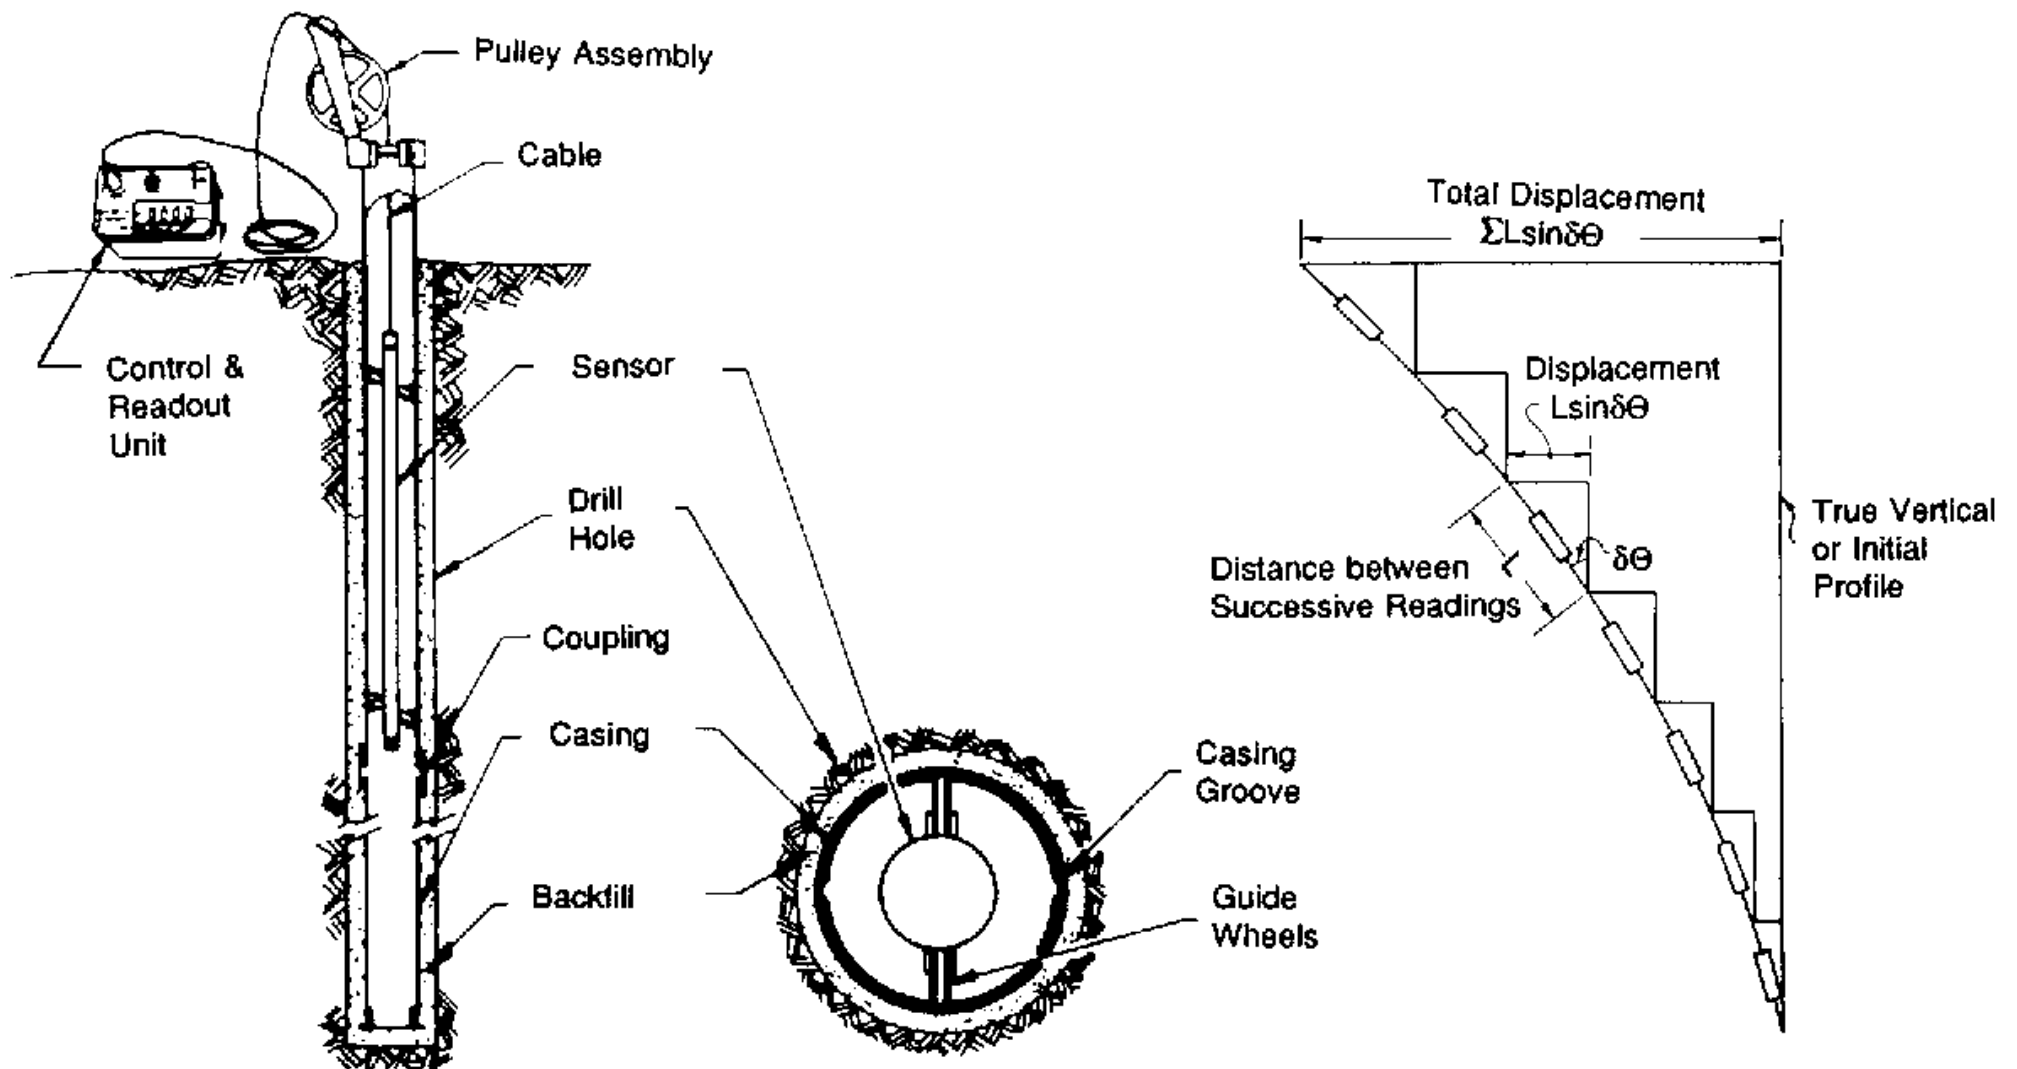 Pulley Assembly
Cable
Control &
Readout
Unit
Sensor
Drill
Hole
Coupling
Casing
Backfill
Casing
Groove
Guide
Wheels
Total Displacement
ΣLsinδΘ
Displacement
LsinδΘ
δΘ
L
Distance between
Successive Readings
True Vertical
or Initial
Profile